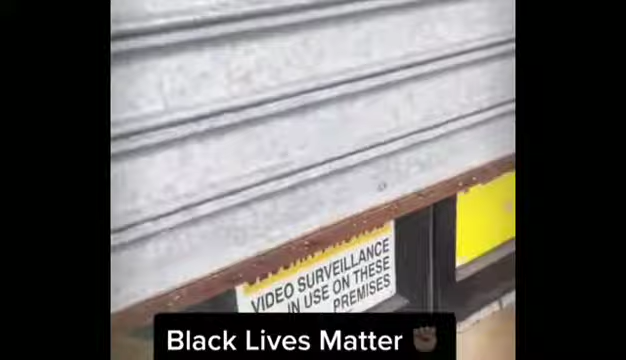 VIDEO SURVEILLANCE
IN USE ON THESE
PREMISES
Black Lives Matter ✊🏿